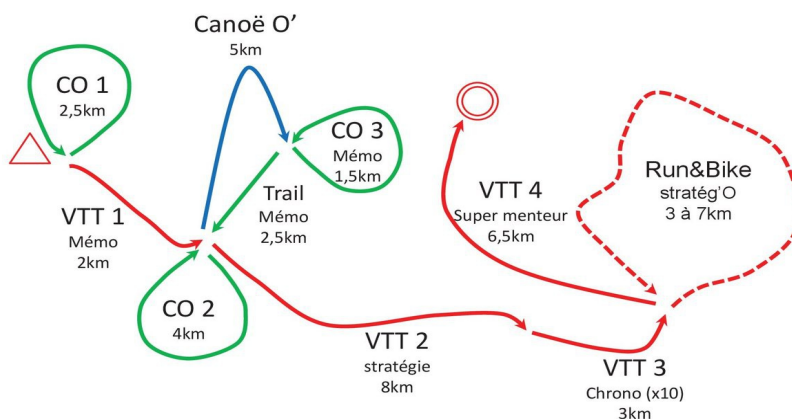 Canoë O’
5km
CO 1
2,5km
CO 3
Mémo
1,5km
Run&Bike
stratég'O
3 à 7km
Trail
Mémo
2,5km
VTT 4
Super menteur
6,5km
VTT 1
Mémo
2km
CO 2
4km
VTT 2
stratégie
8km
VTT 3
Chrono (x10)
3km